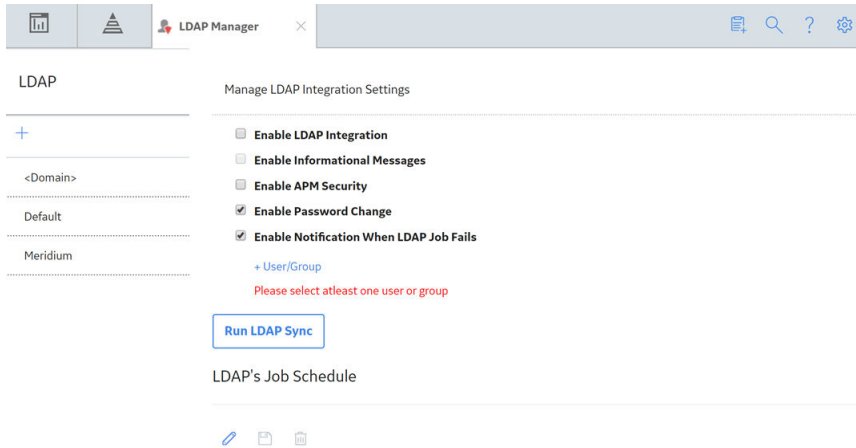 LDAP Manager
LDAP
Manage LDAP Integration Settings
Enable LDAP Integration
Enable Informational Messages
<Domain>
Enable APM Security
Default
Enable Password Change
Enable Notification When LDAP Job Fails
Meridium
+ User/Group
Please select atleast one user or group
Run LDAP Sync
LDAP's Job Schedule